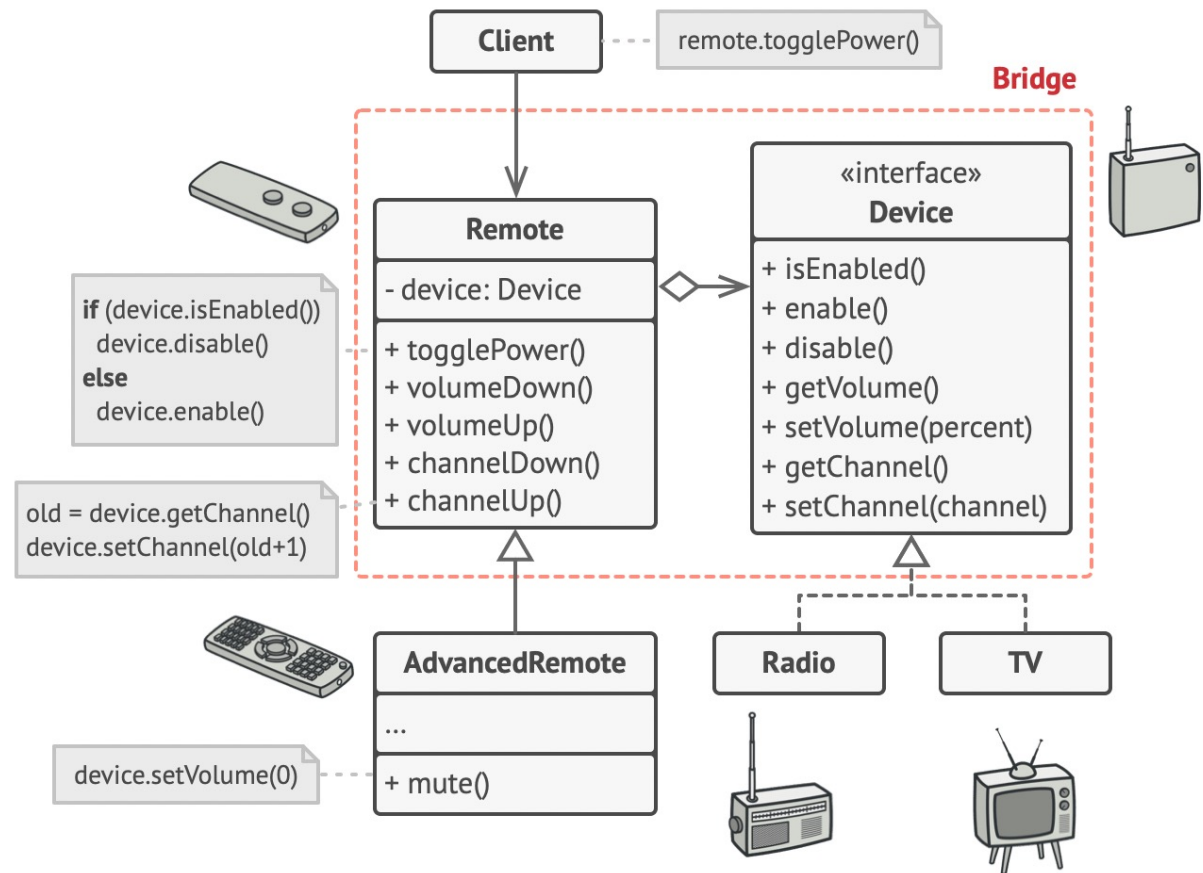 Client
remote.togglePower()
Bridge
«interface»
Device
+ isEnabled()
+ enable()
+ disable()
+ getVolume()
+ setVolume(percent)
+ getChannel()
+ setChannel(channel)
Remote
- device: Device
+ togglePower()
+ volumeDown()
+ volumeUp()
+ channelDown()
+ channelUp()
if (device.isEnabled())
device.disable()
else
device.enable()
old = device.getChannel()
device.setChannel(old+1)
AdvancedRemote
...
+ mute()
device.setVolume(0)
Radio
TV